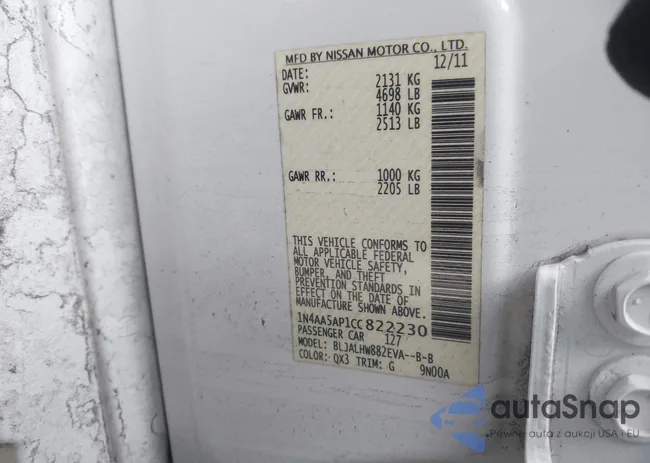 MFD BY NISSAN MOTOR CO., LTD.
DATE: 12/11
GVWR: 2131 KG
4698 LB
GAWR FR.: 1140 KG
2513 LB
GAWR RR.: 1000 KG
2205 LB
THIS VEHICLE CONFORMS TO
ALL APPLICABLE FEDERAL
MOTOR VEHICLE SAFETY,
BUMPER, AND THEFT
PREVENTION STANDARDS IN
EFFECT ON THE DATE OF
MANUFACTURE SHOWN ABOVE.
1N4AA5AP1CC822230
PASSENGER CAR 127
MODEL: BLJALHW882EVA--B-B
COLOR: QX3 TRIM: G 9N00A
autaSnap
Pewne auta z aukcji USA i EU